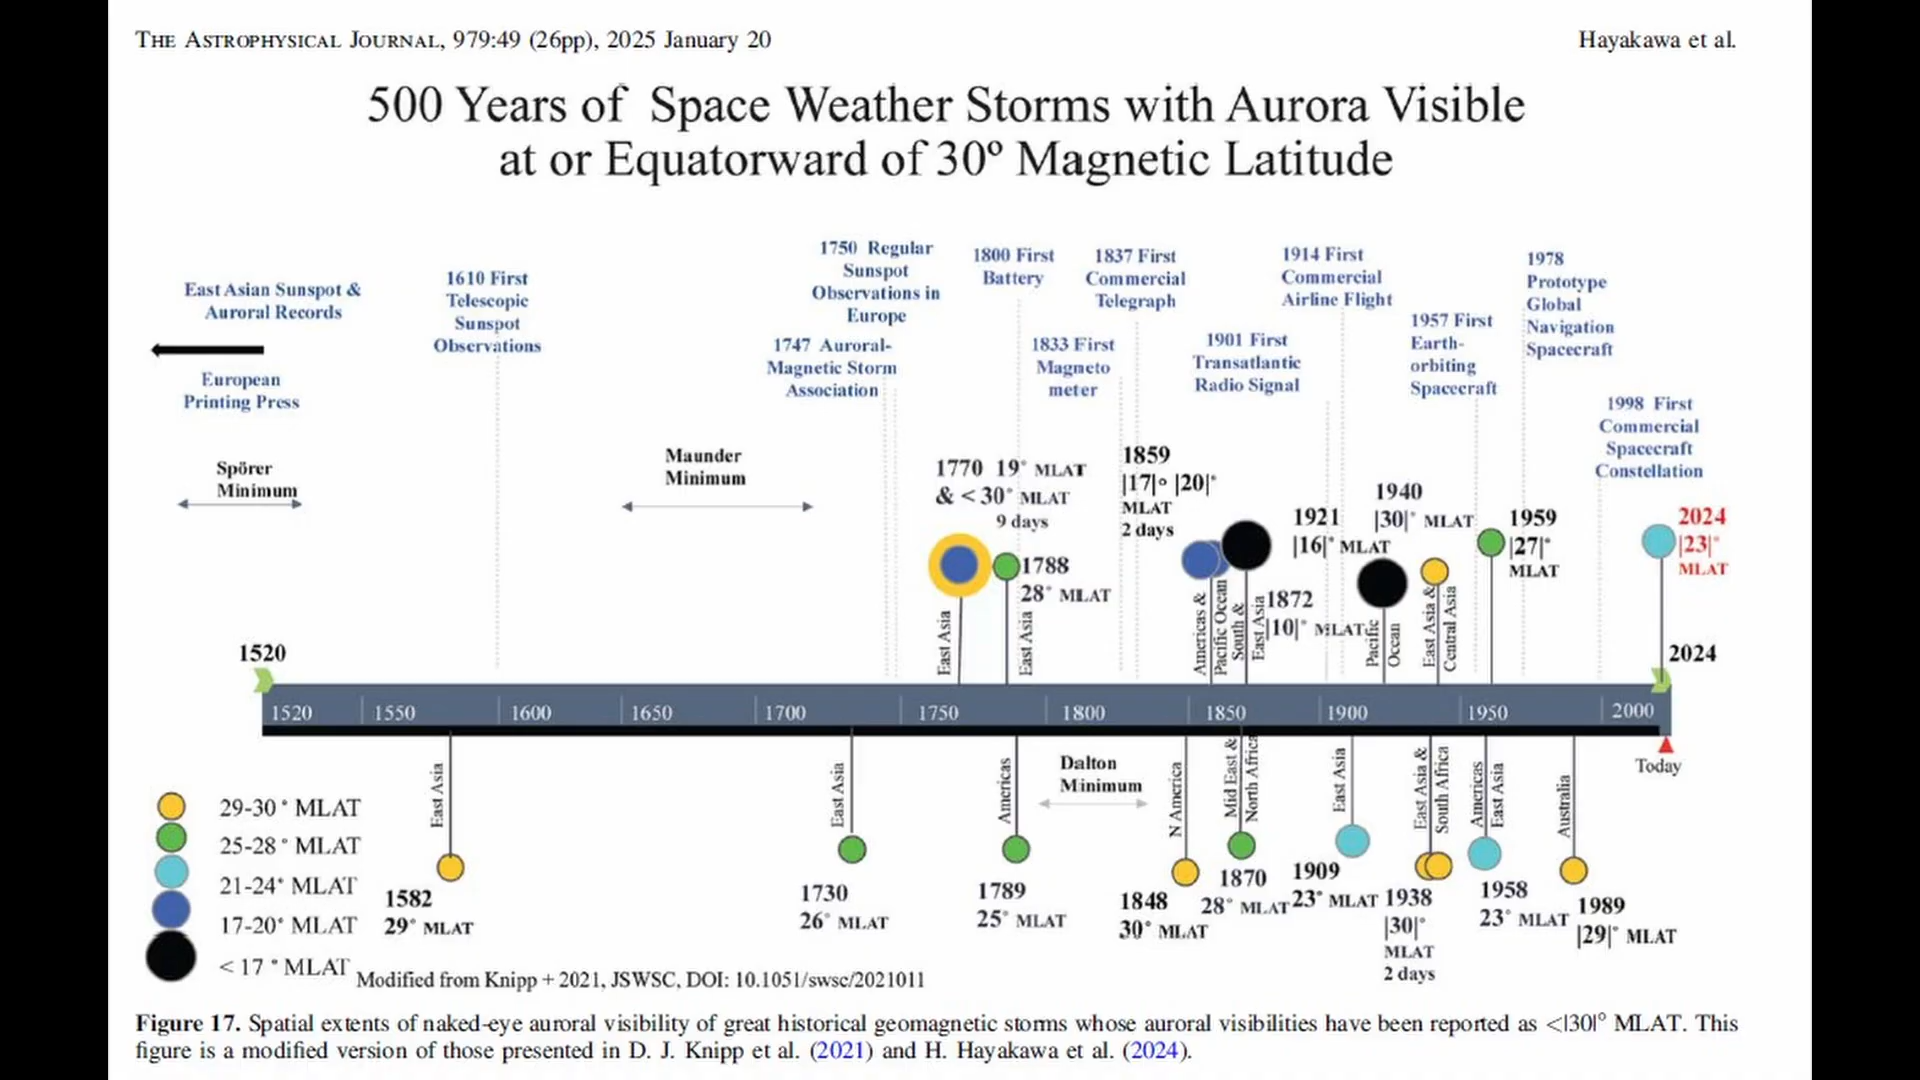 THE ASTROPHYSICAL JOURNAL, 979:49 (26pp), 2025 January 20
Hayakawa et al.
500 Years of Space Weather Storms with Aurora Visible
at or Equatorward of 30º Magnetic Latitude
East Asian Sunspot &
Auroral Records
European
Printing Press
1610 First
Telescopic
Sunspot
Observations
1750 Regular
Sunspot
Observations in
Europe
1747 Auroral-
Magnetic Storm
Association
1800 First
Battery
1833 First
Magneto
meter
1837 First
Commercial
Telegraph
1901 First
Transatlantic
Radio Signal
1914 First
Commercial
Airline Flight
1957 First
Earth-
orbiting
Spacecraft
1978
Prototype
Global
Navigation
Spacecraft
1998 First
Commercial
Spacecraft
Constellation
Spörer
Minimum
Maunder
Minimum
1770 19° MLAT
& < 30° MLAT
9 days
East Asia
1788
28° MLAT
East Asia
1859
|17|° |20|°
MLAT
2 days
Americas &
Pacific Ocean
South &
East Asia
1872
|10|° MLAT
1921
|16|° MLAT
Pacific
Ocean
1940
|30|° MLAT
East Asia &
Central Asia
1959
|27|°
MLAT
2024
|23|°
MLAT
1520
2024
1520 1550 1600 1650 1700 1750 1800 1850 1900 1950 2000
Today
East Asia
1582
29° MLAT
East Asia
1730
26° MLAT
Americas
1789
25° MLAT
Dalton
Minimum
N America
1848
30° MLAT
Mid East &
North Africa
1870
28° MLAT
East Asia
1909
23° MLAT
East Asia &
South Africa
1938
|30|°
MLAT
2 days
Americas
East Asia
1958
23° MLAT
Australia
1989
|29|° MLAT
29-30 ° MLAT
25-28 ° MLAT
21-24° MLAT
17-20° MLAT
< 17 ° MLAT
Modified from Knipp + 2021, JSWSC, DOI: 10.1051/swsc/2021011
Figure 17. Spatial extents of naked-eye auroral visibility of great historical geomagnetic storms whose auroral visibilities have been reported as <|30|° MLAT. This
figure is a modified version of those presented in D. J. Knipp et al. (2021) and H. Hayakawa et al. (2024).